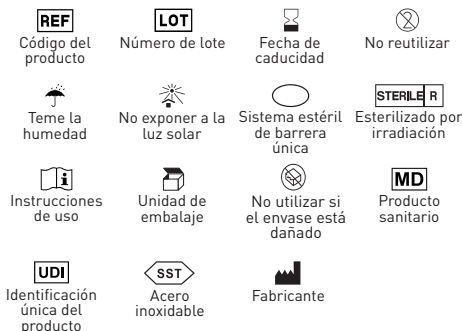 REF
Código del
producto
LOT
Número de lote
Fecha de
caducidad
2
No reutilizar
Teme la
humedad
No exponer a la
luz solar
Sistema estéril
de barrera
única
STERILE R
Esterilizado por
irradiación
i
Instrucciones
de uso
Unidad de
embalaje
No utilizar si
el envase está
dañado
MD
Producto
sanitario
UDI
Identificación
única del
producto
SST
Acero
inoxidable
Fabricante